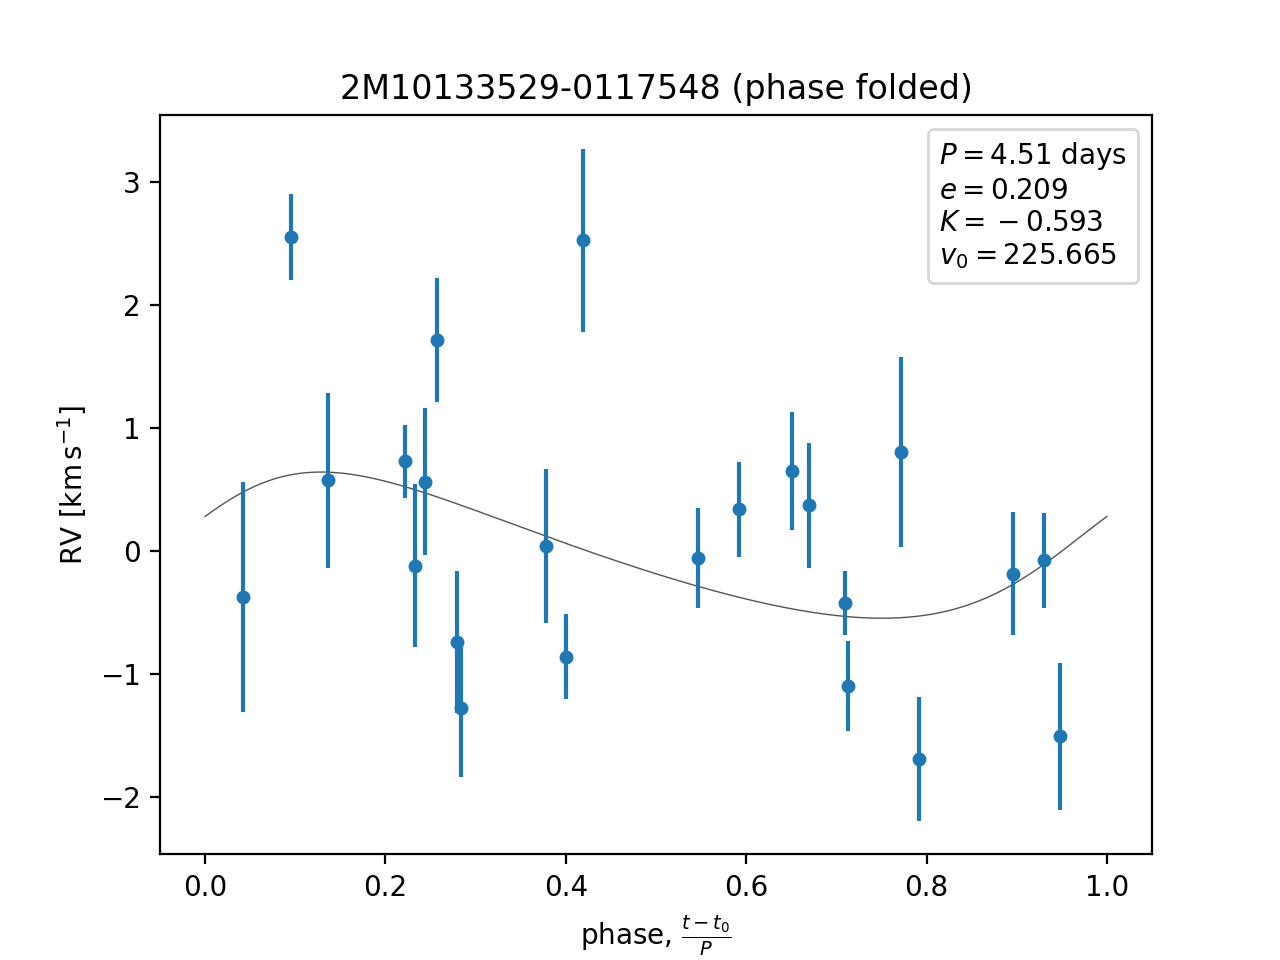 2M10133529-0117548 (phase folded)
P = 4.51 days
e = 0.209
K = −0.593
v₀ = 225.665
RV [km s⁻¹]
3
2
1
0
−1
−2
0.0 0.2 0.4 0.6 0.8 1.0
phase, (t − t₀)/P